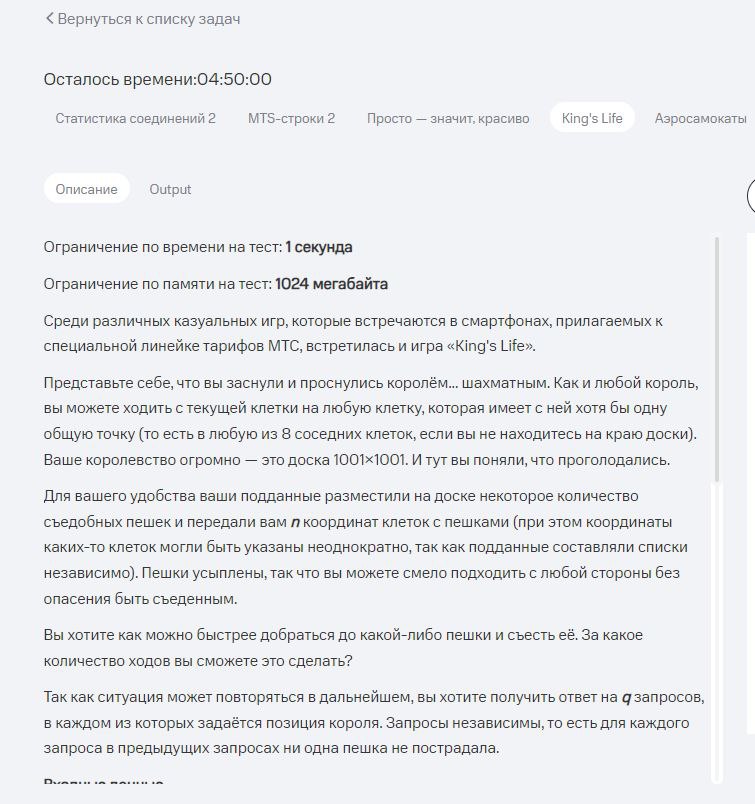 Вернуться к списку задач
Осталось времени:04:50:00
Статистика соединений 2 MTS-строки 2 Просто — значит, красиво King's Life Аэросамокаты
Описание Output
Ограничение по времени на тест: 1 секунда
Ограничение по памяти на тест: 1024 мегабайта
Среди различных казуальных игр, которые встречаются в смартфонах, прилагаемых к
специальной линейке тарифов МТС, встретилась и игра «King's Life».
Представьте себе, что вы заснули и проснулись королём... шахматным. Как и любой король,
вы можете ходить с текущей клетки на любую клетку, которая имеет с ней хотя бы одну
общую точку (то есть в любую из 8 соседних клеток, если вы не находитесь на краю доски).
Ваше королевство огромно — это доска 1001×1001. И тут вы поняли, что проголодались.
Для вашего удобства ваши подданные разместили на доске некоторое количество
съедобных пешек и передали вам n координат клеток с пешками (при этом координаты
каких-то клеток могли быть указаны неоднократно, так как подданные составляли списки
независимо). Пешки усыплены, так что вы можете смело подходить с любой стороны без
опасения быть съеденным.
Вы хотите как можно быстрее добраться до какой-либо пешки и съесть её. За какое
количество ходов вы сможете это сделать?
Так как ситуация может повторяться в дальнейшем, вы хотите получить ответ на q запросов,
в каждом из которых задаётся позиция короля. Запросы независимы, то есть для каждого
запроса в предыдущих запросах ни одна пешка не пострадала.
Входные данные